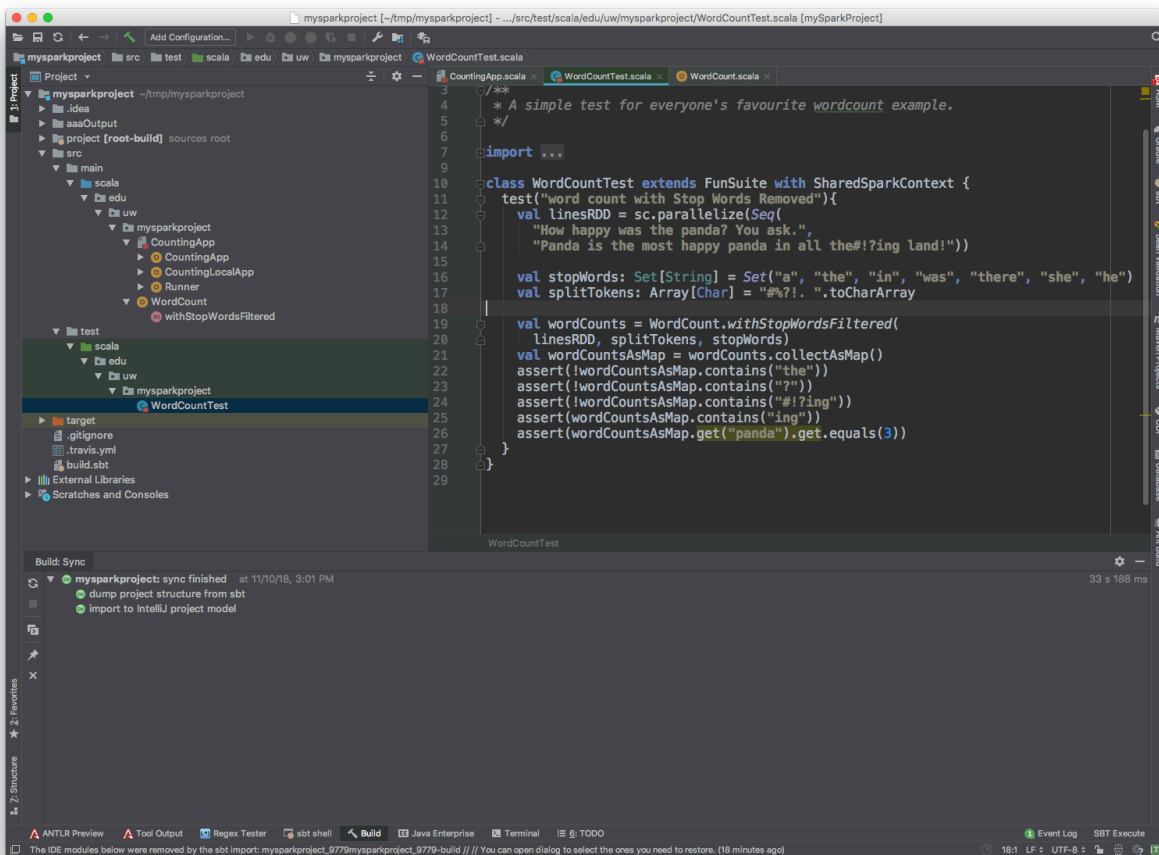 mysparkproject [~/tmp/mysparkproject] - .../src/test/scala/edu/uw/mysparkproject/WordCountTest.scala [mySparkProject]
Add Configuration...
mysparkproject src test scala edu uw mysparkproject WordCountTest.scala
1: Project
Project
CountingApp.scala WordCountTest.scala WordCount.scala
mysparkproject ~/tmp/mysparkproject
.idea
aaaOutput
project [root-build] sources root
src
main
scala
edu
uw
mysparkproject
CountingApp
CountingApp
CountingLocalApp
Runner
WordCount
withStopWordsFiltered
test
scala
edu
uw
mysparkproject
WordCountTest
target
.gitignore
.travis.yml
build.sbt
External Libraries
Scratches and Consoles
3 /**
4 * A simple test for everyone's favourite wordcount example.
5 */
6
7 import ...
9
10 class WordCountTest extends FunSuite with SharedSparkContext {
11 test("word count with Stop Words Removed"){
12 val linesRDD = sc.parallelize(Seq(
13 "How happy was the panda? You ask.",
14 "Panda is the most happy panda in all the#!?ing land!"))
15
16 val stopWords: Set[String] = Set("a", "the", "in", "was", "there", "she", "he")
17 val splitTokens: Array[Char] = "#%?!. ".toCharArray
18
19 val wordCounts = WordCount.withStopWordsFiltered(
20 linesRDD, splitTokens, stopWords)
21 val wordCountsAsMap = wordCounts.collectAsMap()
22 assert(!wordCountsAsMap.contains("the"))
23 assert(!wordCountsAsMap.contains("?"))
24 assert(!wordCountsAsMap.contains("#!?ing"))
25 assert(wordCountsAsMap.contains("ing"))
26 assert(wordCountsAsMap.get("panda").get.equals(3))
27 }
28 }
29
WordCountTest
Build: Sync
mysparkproject: sync finished at 11/10/18, 3:01 PM 33 s 188 ms
dump project structure from sbt
import to IntelliJ project model
2: Favorites
Z: Structure
ANTLR Preview Tool Output Regex Tester sbt shell Build Java Enterprise Terminal 6: TODO Event Log SBT Execute
The IDE modules below were removed by the sbt import: mysparkproject_9779mysparkproject_9779-build // // You can open dialog to select the ones you need to restore. (18 minutes ago) 18:1 LF UTF-8